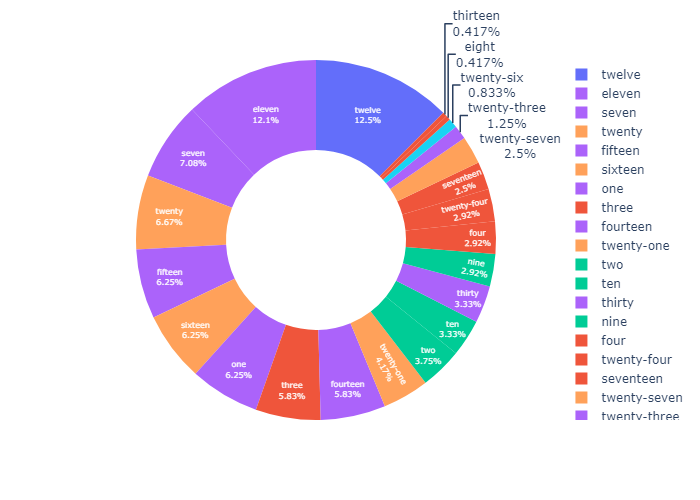 thirteen
0.417%
eight
0.417%
twenty-six
0.833%
twenty-three
1.25%
twenty-seven
2.5%
twelve
12.5%
eleven
12.1%
seven
7.08%
twenty
6.67%
fifteen
6.25%
sixteen
6.25%
one
6.25%
three
5.83%
fourteen
5.83%
twenty-one
4.17%
two
3.75%
ten
3.33%
thirty
3.33%
nine
2.92%
four
2.92%
twenty-four
2.92%
seventeen
2.5%
twelve
eleven
seven
twenty
fifteen
sixteen
one
three
fourteen
twenty-one
two
ten
thirty
nine
four
twenty-four
seventeen
twenty-seven
twenty-three